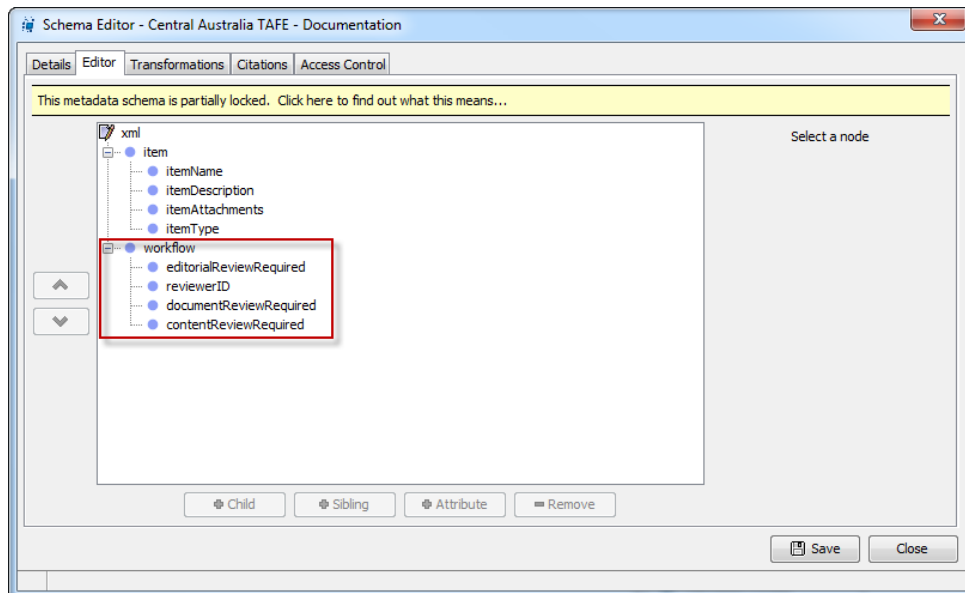 Schema Editor - Central Australia TAFE - Documentation
Details Editor Transformations Citations Access Control
This metadata schema is partially locked. Click here to find out what this means...
xml
Select a node
item
itemName
itemDescription
itemAttachments
itemType
workflow
editorialReviewRequired
reviewerID
documentReviewRequired
contentReviewRequired
Child Sibling Attribute Remove
Save Close